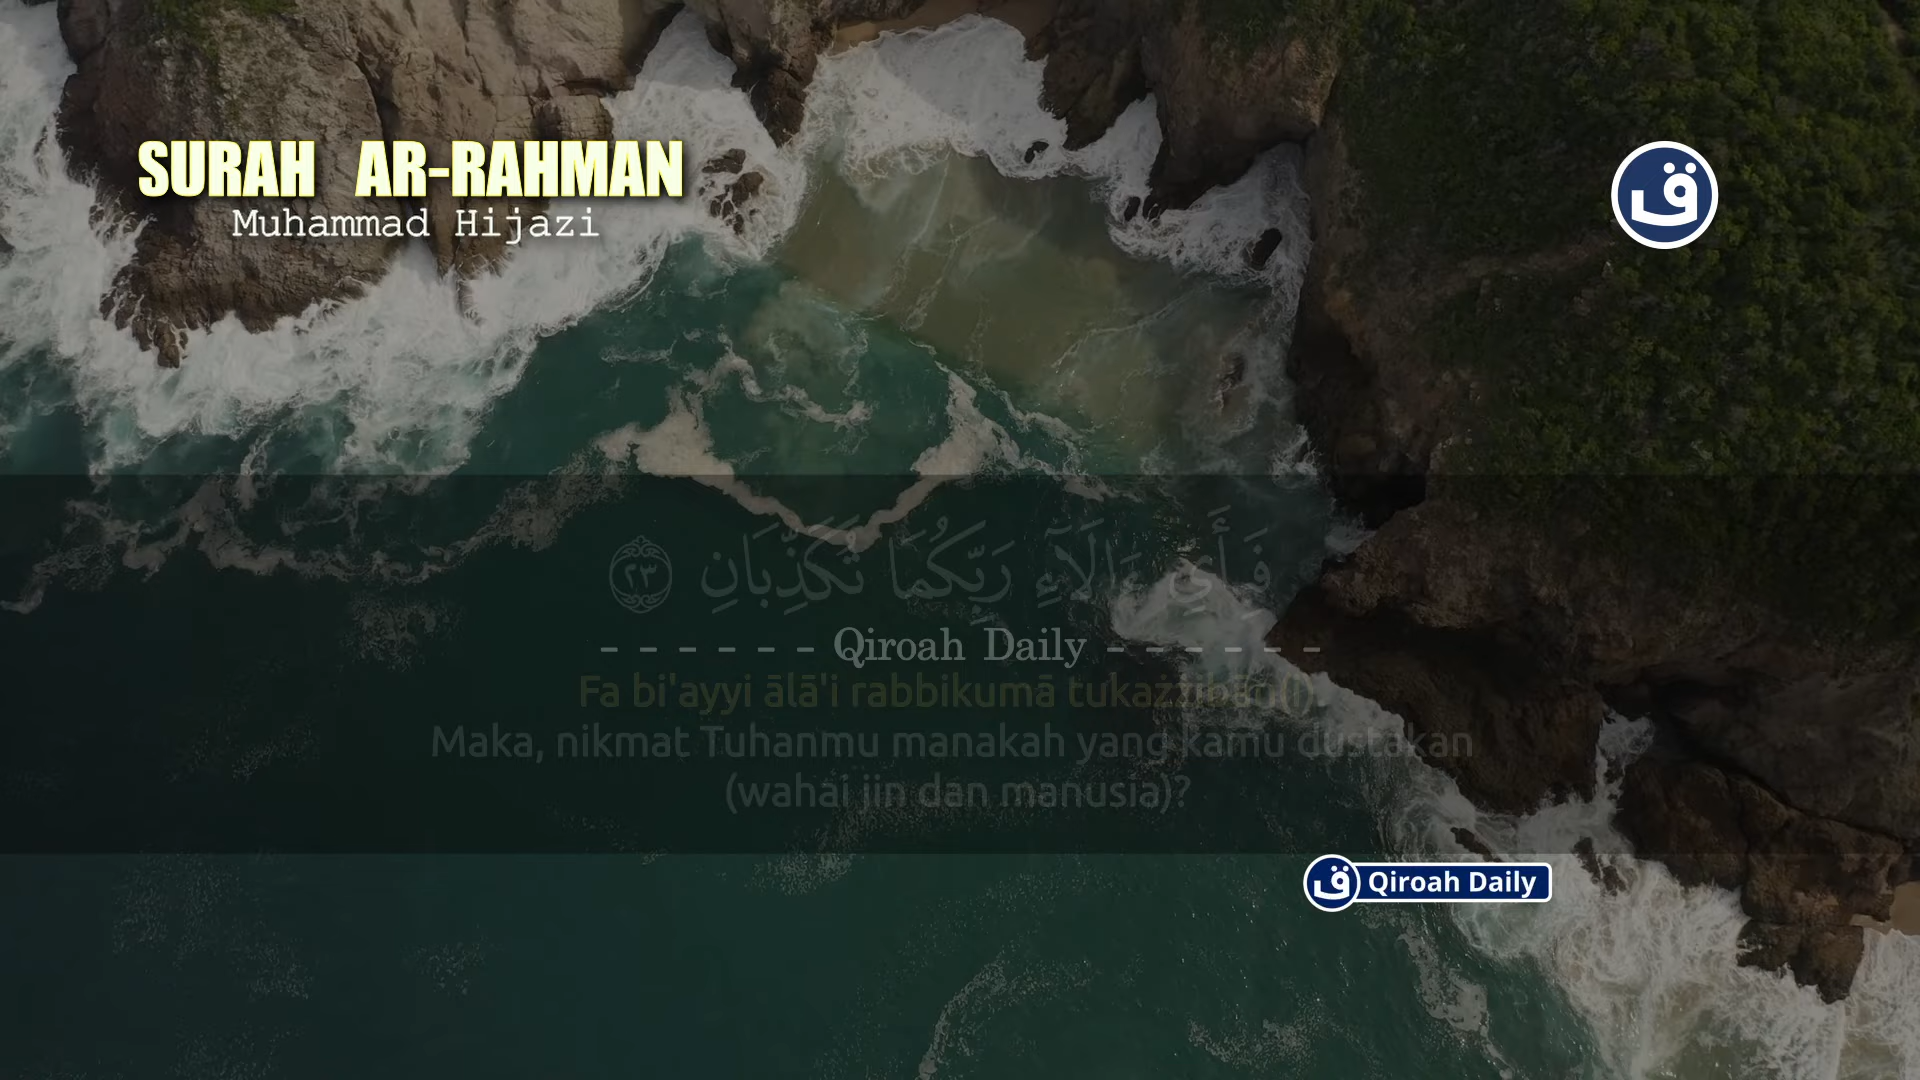 SURAH AR-RAHMAN
Muhammad Hijazi
ق
فَبِأَيِّ ءَالَآءِ رَبِّكُمَا تُكَذِّبَانِ ٢٣
- - - - - - Qiroah Daily - - - - - -
Fa bi'ayyi ālā'i rabbikumā tukażżibān(i).
Maka, nikmat Tuhanmu manakah yang kamu dustakan
(wahai jin dan manusia)?
ق Qiroah Daily